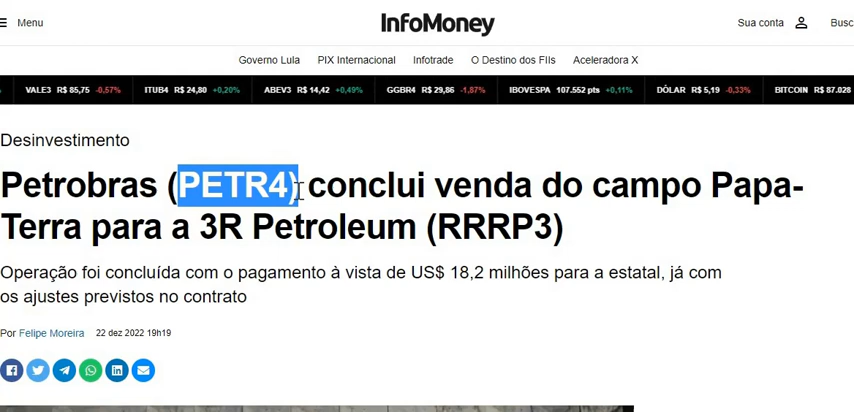 Menu
InfoMoney
Sua conta
Busc
Governo Lula PIX Internacional Infotrade O Destino dos FIIs Aceleradora X
% VALE3 R$ 85,75 -0,57% ITUB4 R$ 24,80 +0,20% ABEV3 R$ 14,42 +0,49% GGBR4 R$ 29,86 -1,87% IBOVESPA 107.552 pts +0,11% DÓLAR R$ 5,19 -0,33% BITCOIN R$ 87.028
Desinvestimento
Petrobras (PETR4) conclui venda do campo Papa-
Terra para a 3R Petroleum (RRRP3)
Operação foi concluída com o pagamento à vista de US$ 18,2 milhões para a estatal, já com
os ajustes previstos no contrato
Por Felipe Moreira 22 dez 2022 19h19